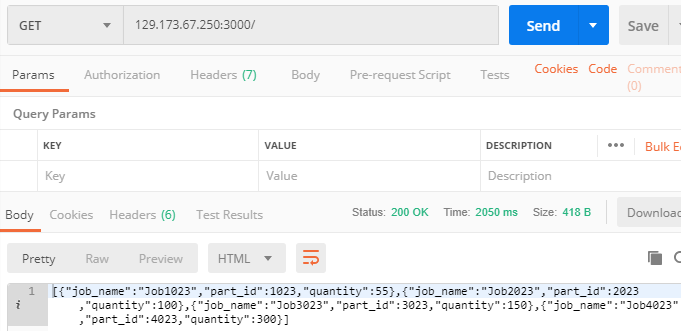 GET 129.173.67.250:3000/ Send Save
Params Authorization Headers (7) Body Pre-request Script Tests Cookies Code Comment
(0)
Query Params
KEY VALUE DESCRIPTION ••• Bulk E
Key Value Description
Body Cookies Headers (6) Test Results Status: 200 OK Time: 2050 ms Size: 418 B Download
Pretty Raw Preview HTML
1 [{"job_name":"Job1023","part_id":1023,"quantity":55},{"job_name":"Job2023","part_id":2023
i ,"quantity":100},{"job_name":"Job3023","part_id":3023,"quantity":150},{"job_name":"Job4023"
,"part_id":4023,"quantity":300}]